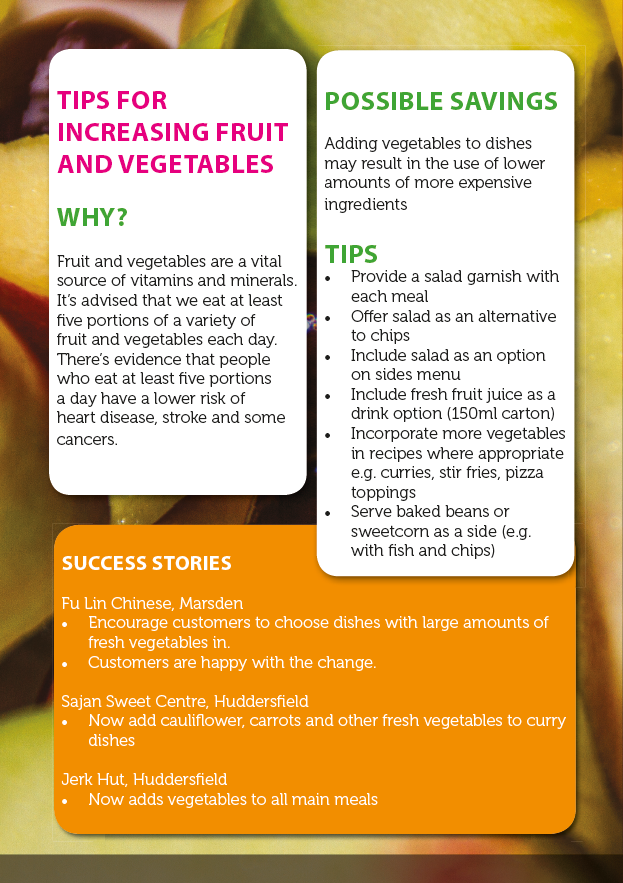 TIPS FOR
INCREASING FRUIT
AND VEGETABLES
WHY?
Fruit and vegetables are a vital
source of vitamins and minerals.
It’s advised that we eat at least
five portions of a variety of
fruit and vegetables each day.
There’s evidence that people
who eat at least five portions
a day have a lower risk of
heart disease, stroke and some
cancers.
POSSIBLE SAVINGS
Adding vegetables to dishes
may result in the use of lower
amounts of more expensive
ingredients
TIPS
• Provide a salad garnish with
each meal
• Offer salad as an alternative
to chips
• Include salad as an option
on sides menu
• Include fresh fruit juice as a
drink option (150ml carton)
• Incorporate more vegetables
in recipes where appropriate
e.g. curries, stir fries, pizza
toppings
• Serve baked beans or
sweetcorn as a side (e.g.
with fish and chips)
SUCCESS STORIES
Fu Lin Chinese, Marsden
• Encourage customers to choose dishes with large amounts of
fresh vegetables in.
• Customers are happy with the change.
Sajan Sweet Centre, Huddersfield
• Now add cauliflower, carrots and other fresh vegetables to curry
dishes
Jerk Hut, Huddersfield
• Now adds vegetables to all main meals